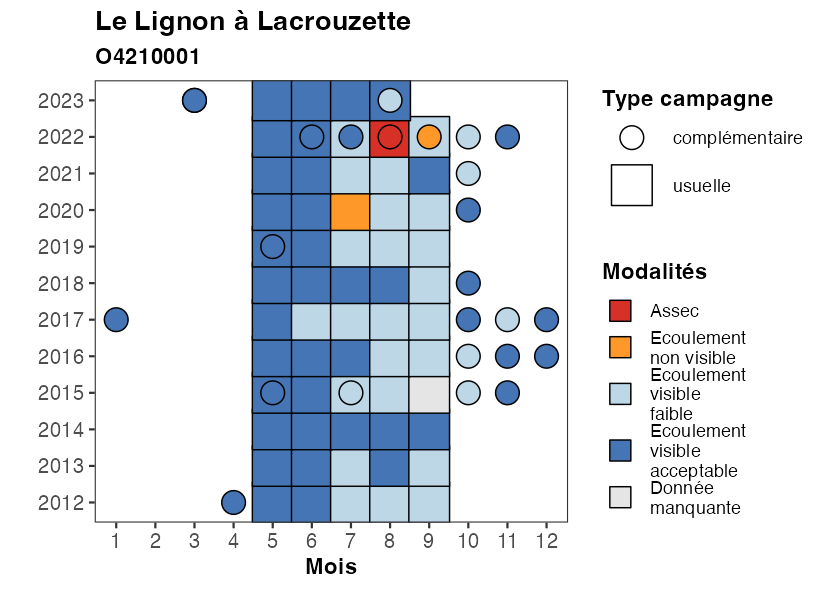 Le Lignon à Lacrouzette
O4210001
2023
2022
2021
2020
2019
2018
2017
2016
2015
2014
2013
2012
1 2 3 4 5 6 7 8 9 10 11 12
Mois
Type campagne
complémentaire
usuelle
Modalités
Assec
Ecoulement
non visible
Ecoulement
visible
faible
Ecoulement
visible
acceptable
Donnée
manquante